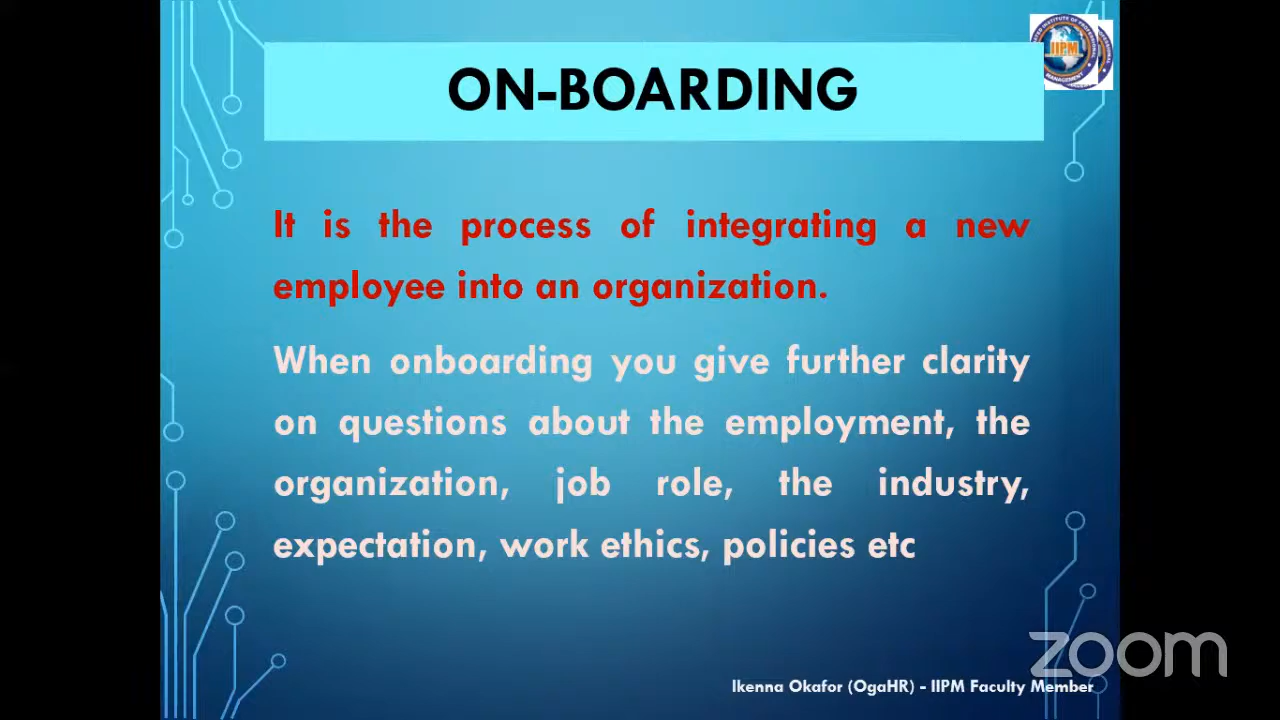 IIPM
MANAGEMENT
ON-BOARDING
It is the process of integrating a new
employee into an organization.
When onboarding you give further clarity
on questions about the employment, the
organization, job role, the industry,
expectation, work ethics, policies etc
zoom
Ikenna Okafor (OgaHR) - IIPM Faculty Member